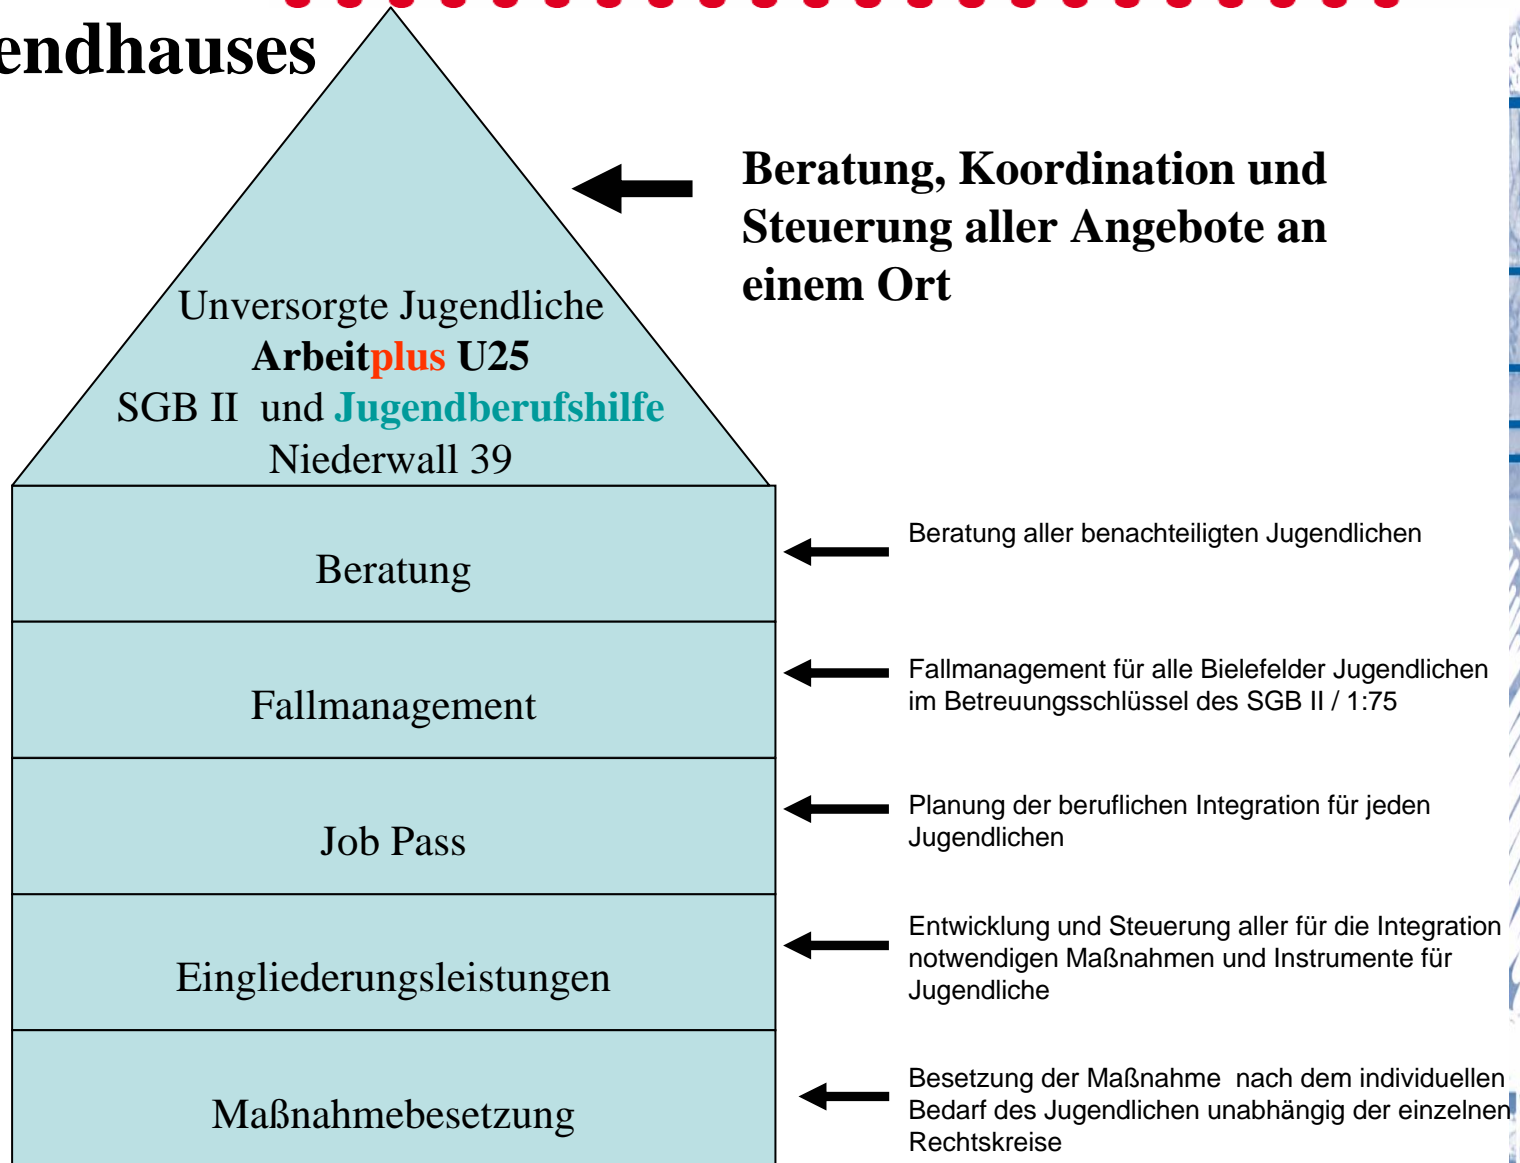 endhauses
Beratung, Koordination und
Steuerung aller Angebote an
einem Ort
Unversorgte Jugendliche
Arbeitplus U25
SGB II und Jugendberufshilfe
Niederwall 39
Beratung
Beratung aller benachteiligten Jugendlichen
Fallmanagement
Fallmanagement für alle Bielefelder Jugendlichen
im Betreuungsschlüssel des SGB II / 1:75
Job Pass
Planung der beruflichen Integration für jeden
Jugendlichen
Eingliederungsleistungen
Entwicklung und Steuerung aller für die Integration
notwendigen Maßnahmen und Instrumente für
Jugendliche
Maßnahmebesetzung
Besetzung der Maßnahme nach dem individuellen
Bedarf des Jugendlichen unabhängig der einzelnen
Rechtskreise